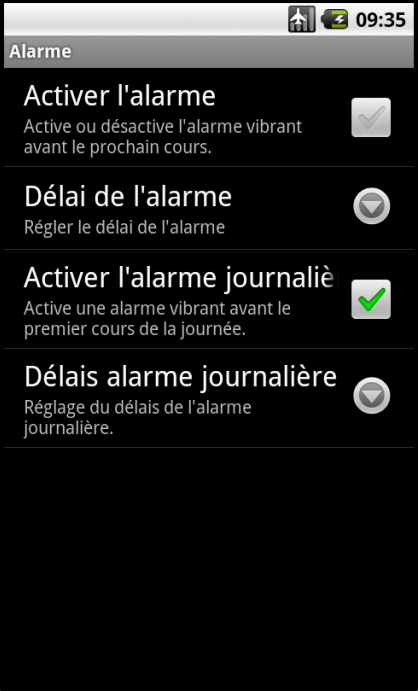 09:35
Alarme
Activer l'alarme
Active ou désactive l'alarme vibrant
avant le prochain cours.
Délai de l'alarme
Régler le délai de l'alarme
Activer l'alarme journaliè
Active une alarme vibrant avant le
premier cours de la journée.
Délais alarme journalière
Réglage du délais de l'alarme
journalière.